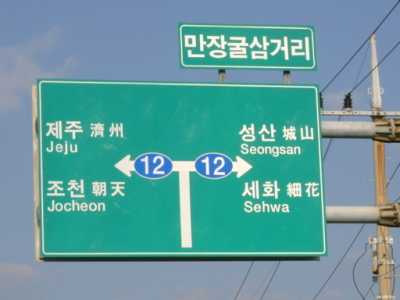 만장굴삼거리
제주 濟州
Jeju
성산 城山
Seongsan
12
12
조천 朝天
Jocheon
세화 細花
Sehwa